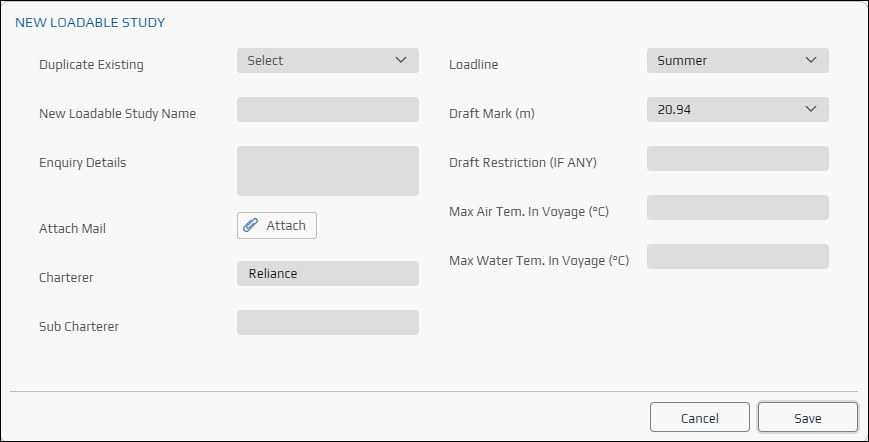 NEW LOADABLE STUDY
Duplicate Existing Select
New Loadable Study Name
Enquiry Details
Attach Mail Attach
Charterer Reliance
Sub Charterer
Loadline Summer
Draft Mark (m) 20.94
Draft Restriction (IF ANY)
Max Air Tem. In Voyage (°C)
Max Water Tem. In Voyage (°C)
Cancel Save